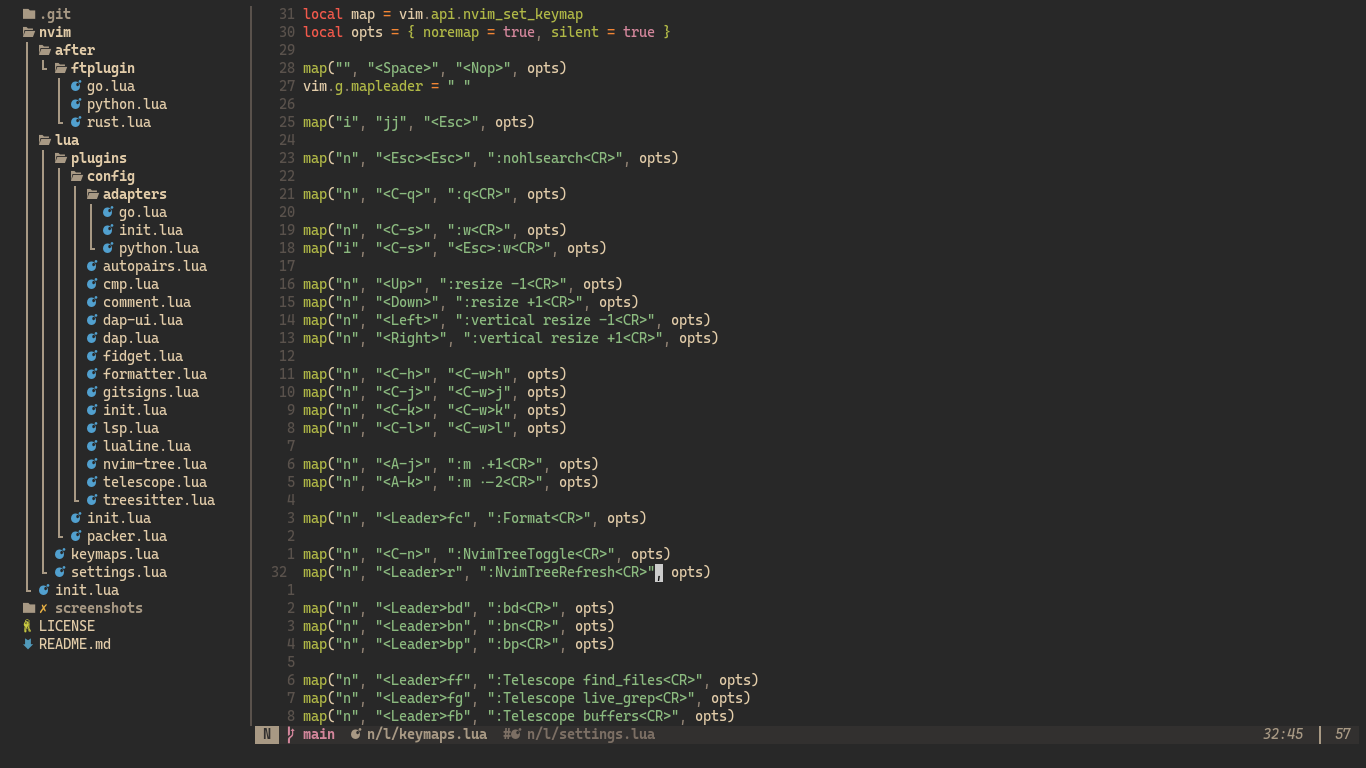 .git
nvim
after
ftplugin
go.lua
python.lua
rust.lua
lua
plugins
config
adapters
go.lua
init.lua
python.lua
autopairs.lua
cmp.lua
comment.lua
dap-ui.lua
dap.lua
fidget.lua
formatter.lua
gitsigns.lua
init.lua
lsp.lua
lualine.lua
nvim-tree.lua
telescope.lua
treesitter.lua
init.lua
packer.lua
keymaps.lua
settings.lua
init.lua
✗ screenshots
LICENSE
README.md
31 local map = vim.api.nvim_set_keymap
30 local opts = { noremap = true, silent = true }
29
28 map("", "<Space>", "<Nop>", opts)
27 vim.g.mapleader = " "
26
25 map("i", "jj", "<Esc>", opts)
24
23 map("n", "<Esc><Esc>", ":nohlsearch<CR>", opts)
22
21 map("n", "<C-q>", ":q<CR>", opts)
20
19 map("n", "<C-s>", ":w<CR>", opts)
18 map("i", "<C-s>", "<Esc>:w<CR>", opts)
17
16 map("n", "<Up>", ":resize -1<CR>", opts)
15 map("n", "<Down>", ":resize +1<CR>", opts)
14 map("n", "<Left>", ":vertical resize -1<CR>", opts)
13 map("n", "<Right>", ":vertical resize +1<CR>", opts)
12
11 map("n", "<C-h>", "<C-w>h", opts)
10 map("n", "<C-j>", "<C-w>j", opts)
9 map("n", "<C-k>", "<C-w>k", opts)
8 map("n", "<C-l>", "<C-w>l", opts)
7
6 map("n", "<A-j>", ":m .+1<CR>", opts)
5 map("n", "<A-k>", ":m .-2<CR>", opts)
4
3 map("n", "<Leader>fc", ":Format<CR>", opts)
2
1 map("n", "<C-n>", ":NvimTreeToggle<CR>", opts)
32 map("n", "<Leader>r", ":NvimTreeRefresh<CR>", opts)
1
2 map("n", "<Leader>bd", ":bd<CR>", opts)
3 map("n", "<Leader>bn", ":bn<CR>", opts)
4 map("n", "<Leader>bp", ":bp<CR>", opts)
5
6 map("n", "<Leader>ff", ":Telescope find_files<CR>", opts)
7 map("n", "<Leader>fg", ":Telescope live_grep<CR>", opts)
8 map("n", "<Leader>fb", ":Telescope buffers<CR>", opts)
N main n/l/keymaps.lua # n/l/settings.lua 32:45 57